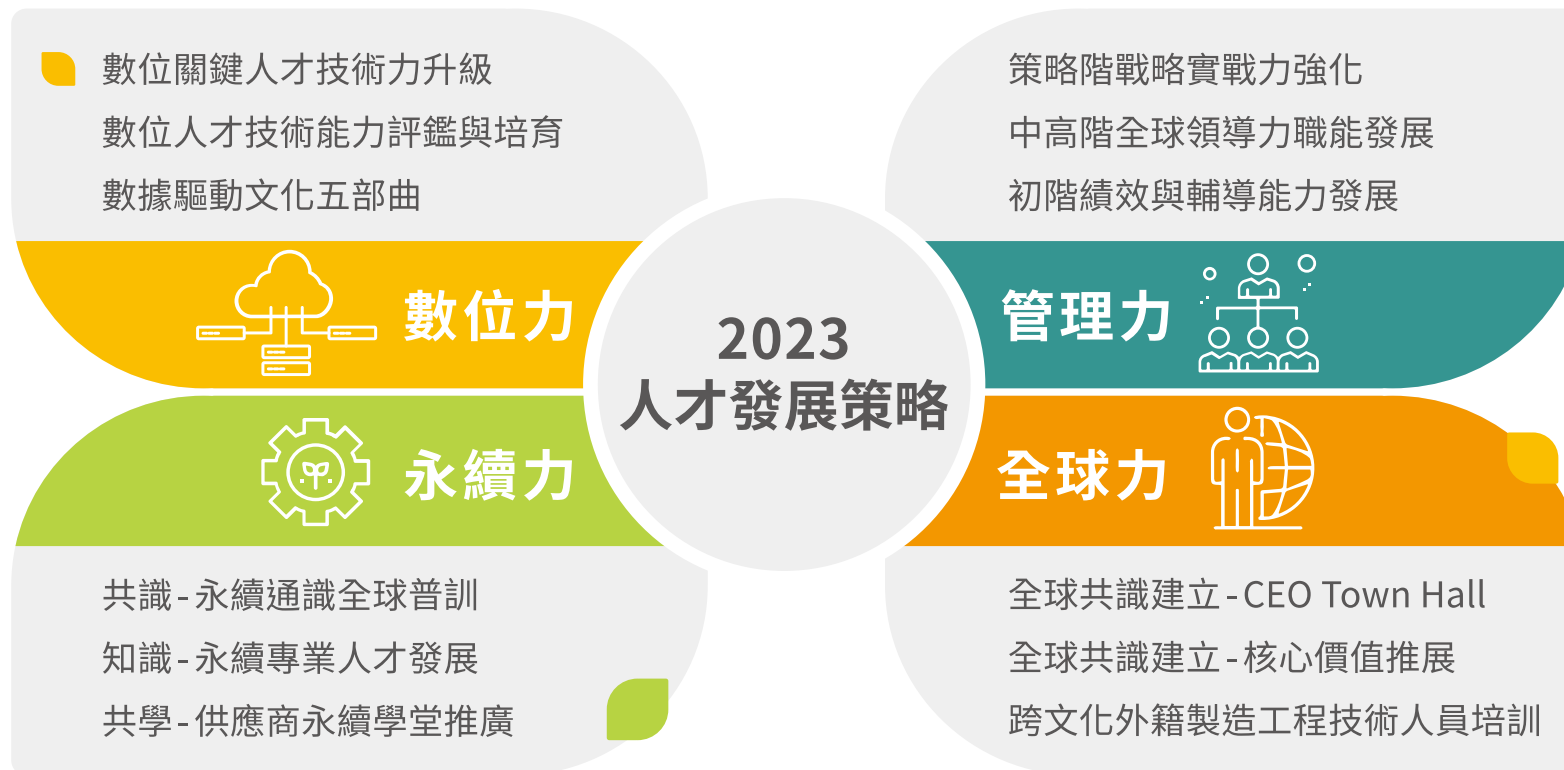 數位關鍵人才技術力升級
數位人才技術能力評鑑與培育
數據驅動文化五部曲
數位力
策略階戰略實戰力強化
中高階全球領導力職能發展
初階績效與輔導能力發展
管理力
2023
人才發展策略
永續力
共識-永續通識全球普訓
知識-永續專業人才發展
共學-供應商永續學堂推廣
全球力
全球共識建立-CEO Town Hall
全球共識建立-核心價值推展
跨文化外籍製造工程技術人員培訓